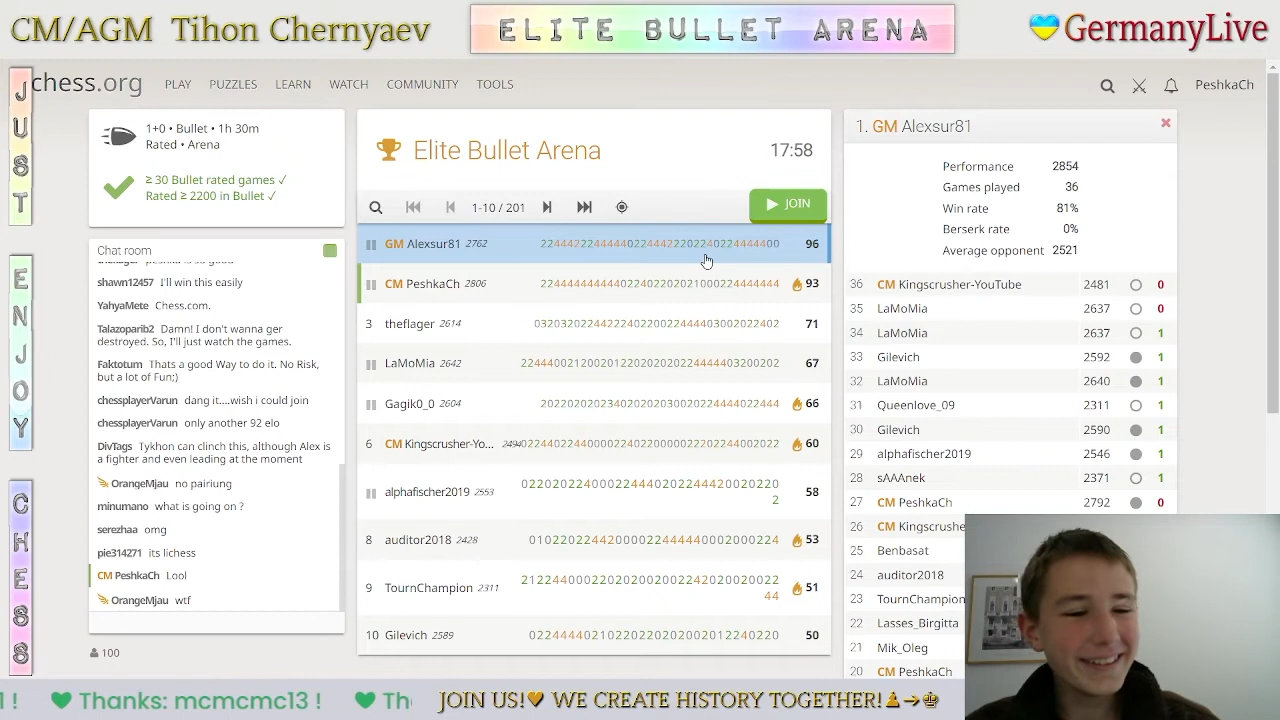 CM/AGM Tihon Chernyaev
ELITE BULLET ARENA
GermanyLive
JUST
ENJOY
CHESS
chess.org
PLAY PUZZLES LEARN WATCH COMMUNITY TOOLS
PeshkaCh
1+0 • Bullet • 1h 30m
Rated • Arena
≥ 30 Bullet rated games ✓
Rated ≥ 2200 in Bullet ✓
Chat room
shawn12457 I'll win this easily
YahyaMete Chess.com.
Talazoparib2 Damn! I don't wanna ger
destroyed. So, I'll just watch the games.
Faktotum Thats a good Way to do it. No Risk,
but a lot of Fun;)
chessplayerVarun dang it....wish i could join
chessplayerVarun only another 92 elo
DivTags Tykhon can clinch this, although Alex is
a fighter and even leading at the moment
OrangeMjau no pairiung
minumano what is going on ?
serezhaa omg
pie314271 its lichess
CM PeshkaCh Lool
OrangeMjau wtf
100
Elite Bullet Arena 17:58
1-10 / 201 JOIN
GM Alexsur81 2762 96
CM PeshkaCh 2806 93
3 theflager 2614 71
LaMoMia 2642 67
Gagik0_0 2604 66
6 CM Kingscrusher-Yo... 2494 60
alphafischer2019 2553 58
8 auditor2018 2428 53
9 TournChampion 2311 51
10 Gilevich 2589 50
1. GM Alexsur81
Performance 2854
Games played 36
Win rate 81%
Berserk rate 0%
Average opponent 2521
36 CM Kingscrusher-YouTube 2481 0
35 LaMoMia 2637 0
34 LaMoMia 2637 1
33 Gilevich 2592 1
32 LaMoMia 2640 1
31 Queenlove_09 2311 1
30 Gilevich 2590 1
29 alphafischer2019 2546 1
28 sAAAnek 2371 1
27 CM PeshkaCh 2792 0
26 CM Kingscrushe
25 Benbasat
24 auditor2018
23 TournChampion
22 Lasses_Birgitta
21 Mik_Oleg
20 CM PeshkaCh
1 ! Thanks: mcmcmc13 ! Th
JOIN US! WE CREATE HISTORY TOGETHER!